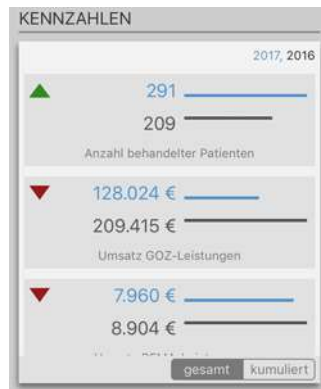 KENNZAHLEN
2017, 2016
291
209
Anzahl behandelter Patienten
128.024 €
209.415 €
Umsatz GOZ-Leistungen
7.960 €
8.904 €
gesamt kumuliert